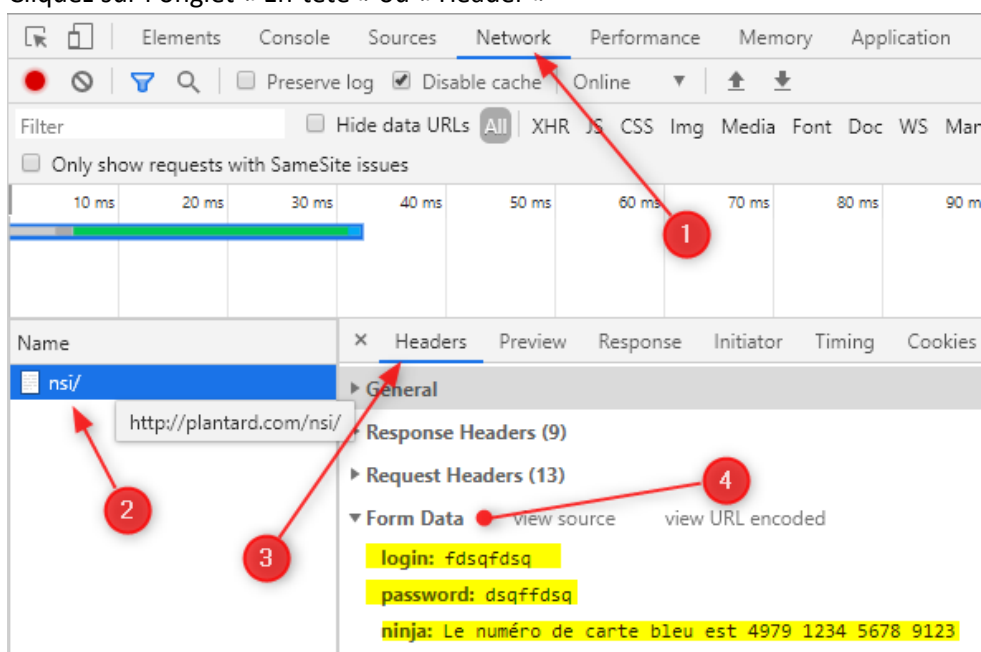 Cliquez sur l'onglet « En-tête » ou « Header »
Elements Console Sources Network Performance Memory Application
Preserve log Disable cache Online
Filter Hide data URLs All XHR JS CSS Img Media Font Doc WS Man
Only show requests with SameSite issues
10 ms 20 ms 30 ms 40 ms 50 ms 60 ms 70 ms 80 ms 90 m
1
Name × Headers Preview Response Initiator Timing Cookies
nsi/ General
http://plantard.com/nsi/
Response Headers (9)
Request Headers (13)
4
2
Form Data view source view URL encoded
3
login: fdsqfdsq
password: dsqffdsq
ninja: Le numéro de carte bleu est 4979 1234 5678 9123